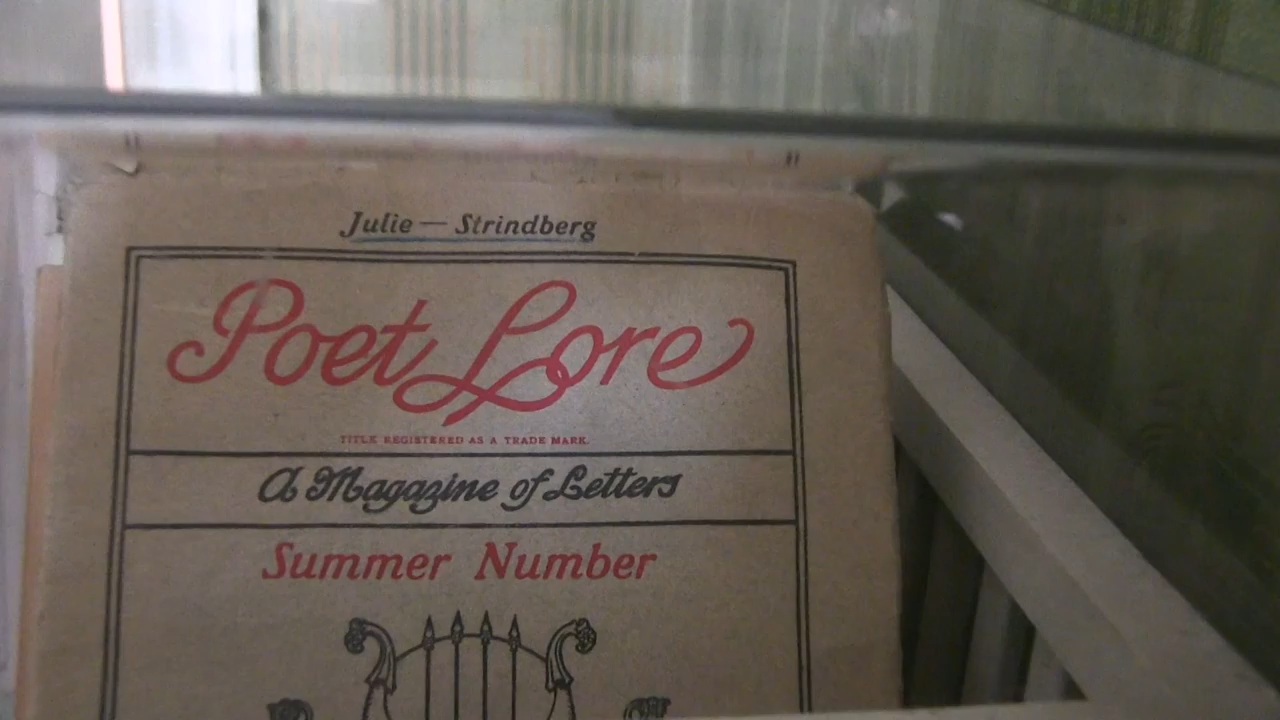 Julie — Strindberg
Poet Lore
TITLE REGISTERED AS A TRADE MARK.
A Magazine of Letters
Summer Number